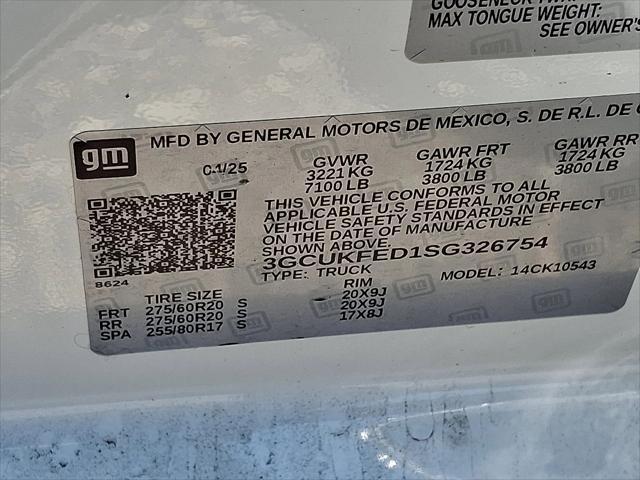 MAX TONGUE WEIGHT:
SEE OWNER'S
MFD BY GENERAL MOTORS DE MEXICO, S. DE R.L. DE
gm
04/25
GVWR
3221 KG
7100 LB
GAWR FRT
1724 KG
3800 LB
GAWR RR
1724 KG
3800 LB
THIS VEHICLE CONFORMS TO ALL
APPLICABLE U.S. FEDERAL MOTOR
VEHICLE SAFETY STANDARDS IN EFFECT
ON THE DATE OF MANUFACTURE
SHOWN ABOVE.
3GCUKFED1SG326754
TYPE: TRUCK
MODEL: 14CK10543
8624
TIRE SIZE
RIM
FRT 275/60R20 S 20X9J
RR 275/60R20 S 20X9J
SPA 255/80R17 S 17X8J